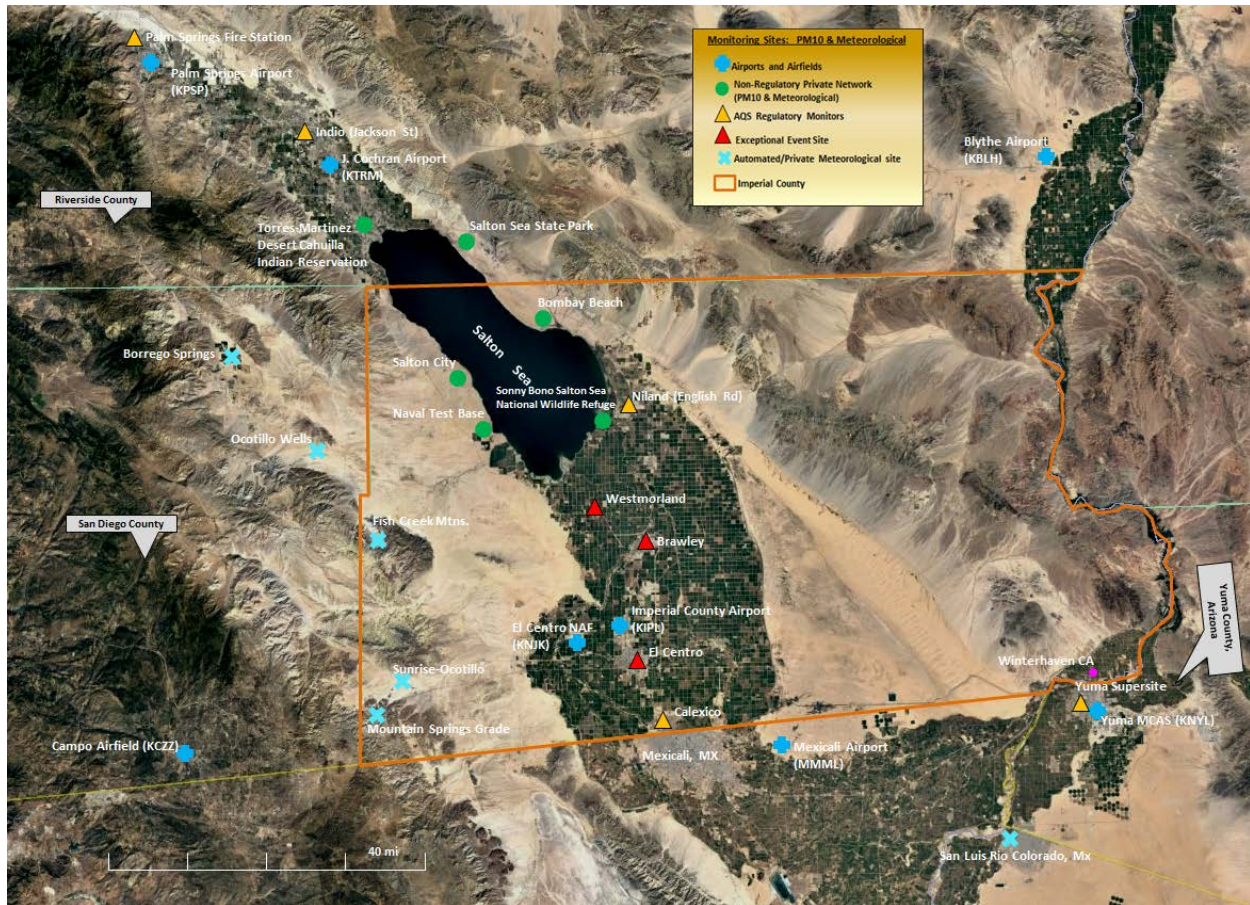 Palm Springs Fire Station
Palm Springs Airport
(KPSP)
Indio (Jackson St)
J. Cochran Airport
(KTRM)
Monitoring Sites:  PM10 & Meteorological
Airports and Airfields
Non-Regulatory Private Network
(PM10 & Meteorological)
AQS Regulatory Monitors
Exceptional Event Site
Automated/Private Meteorological site
Imperial County
Blythe Airport
(KBLH)
Riverside County
Torres-Martinez
Desert Cahuilla
Indian Reservation
Salton Sea State Park
Bombay Beach
Salton
Sea
Borrego Springs
Salton City
Sonny Bono Salton Sea
National Wildlife Refuge
Niland (English Rd)
Naval Test Base
Ocotillo Wells
Westmorland
San Diego County
Fish Creek Mtns.
Brawley
Imperial County Airport
(KIPL)
El Centro NAF
(KNJK)
El Centro
Yuma County,
Arizona
Sunrise-Ocotillo
Winterhaven CA
Yuma Supersite
Calexico
Yuma MCAS (KNYL)
Mountain Springs Grade
Campo Airfield (KCZZ)
Mexicali, MX
Mexicali Airport
(MMML)
40 mi
San Luis Rio Colorado, Mx